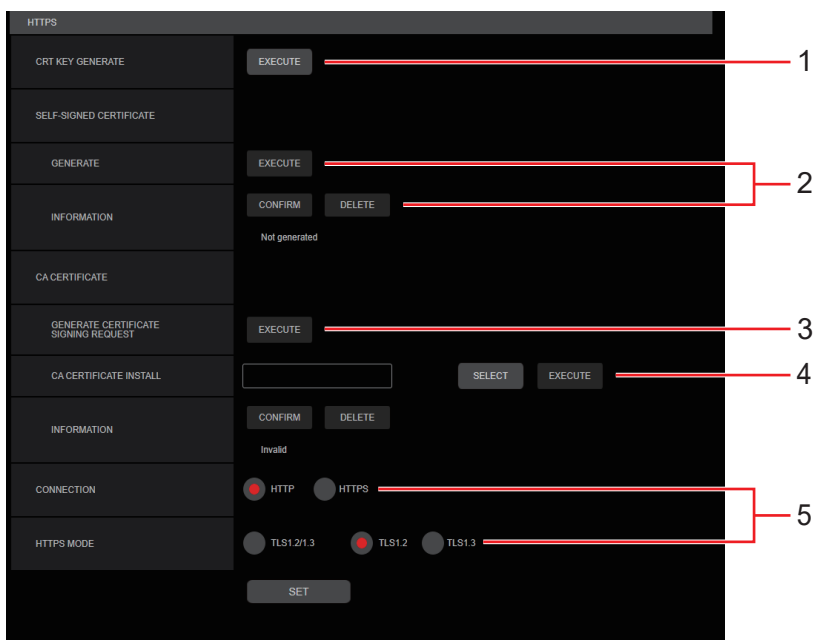 HTTPS
CRT KEY GENERATE EXECUTE 1
SELF-SIGNED CERTIFICATE
GENERATE EXECUTE
2
INFORMATION CONFIRM DELETE
Not generated
CA CERTIFICATE
GENERATE CERTIFICATE
SIGNING REQUEST EXECUTE 3
CA CERTIFICATE INSTALL SELECT EXECUTE 4
INFORMATION CONFIRM DELETE
Invalid
CONNECTION HTTP HTTPS
5
HTTPS MODE TLS1.2/1.3 TLS1.2 TLS1.3
SET